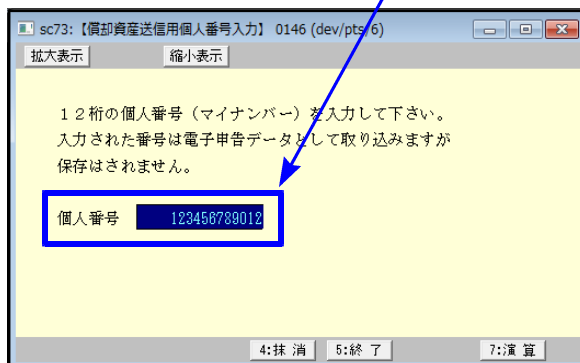 sc73:【償却資産送信用個人番号入力】 0146 (dev/pts/6)
拡大表示 縮小表示
12桁の個人番号（マイナンバー）を入力して下さい。
入力された番号は電子申告データとして取り込みますが
保存はされません。
個人番号 123456789012
4:抹 消 5:終 了 7:演 算